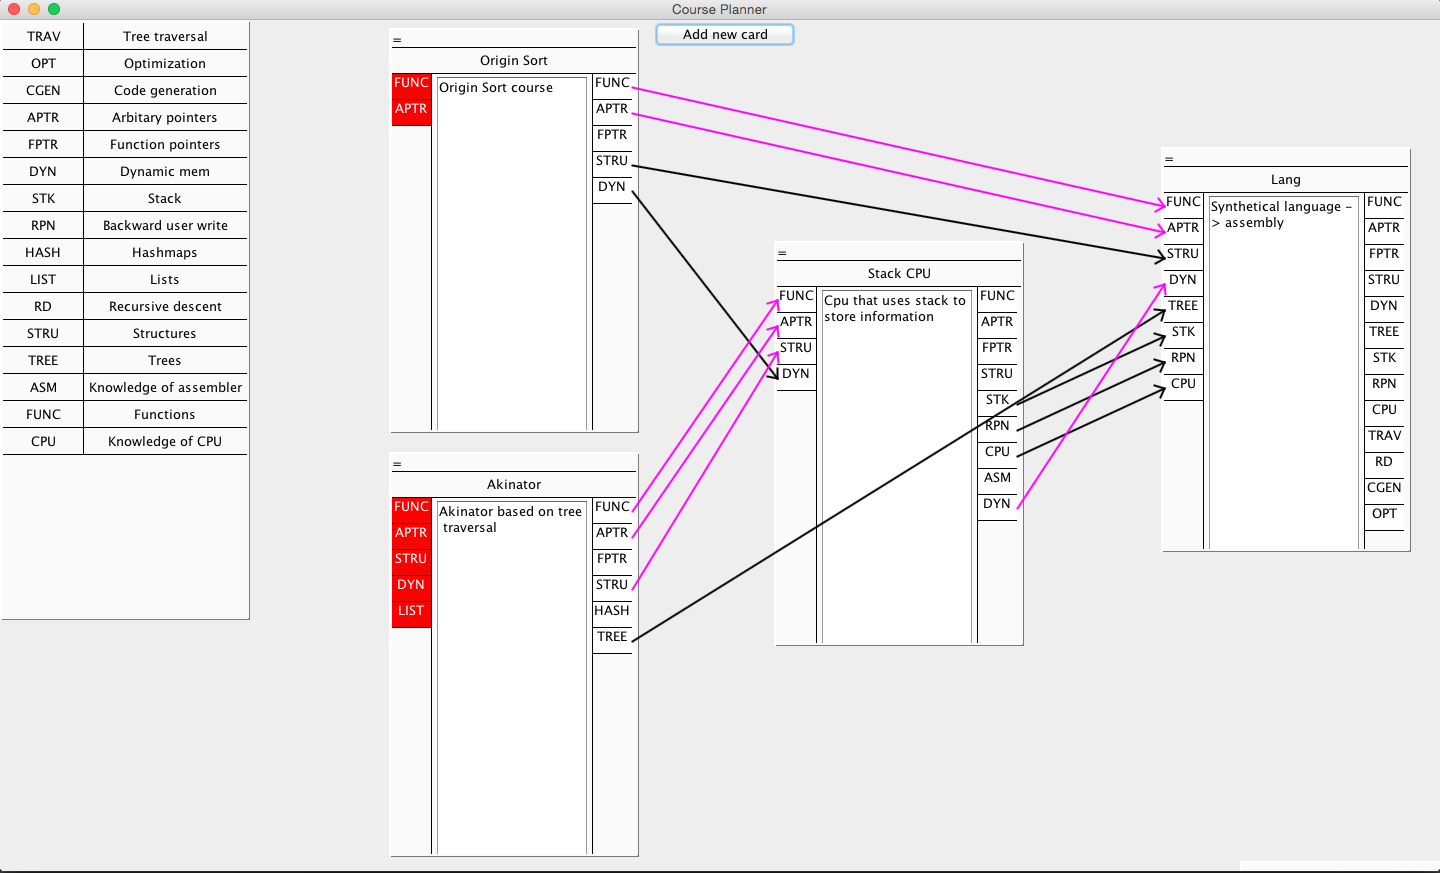 Course Planner
TRAV Tree traversal
OPT Optimization
CGEN Code generation
APTR Arbitary pointers
FPTR Function pointers
DYN Dynamic mem
STK Stack
RPN Backward user write
HASH Hashmaps
LIST Lists
RD Recursive descent
STRU Structures
TREE Trees
ASM Knowledge of assembler
FUNC Functions
CPU Knowledge of CPU
Add new card
=
Origin Sort
FUNC
APTR
Origin Sort course
FUNC
APTR
FPTR
STRU
DYN
=
Akinator
FUNC
APTR
STRU
DYN
LIST
Akinator based on tree
traversal
FUNC
APTR
FPTR
STRU
HASH
TREE
=
Stack CPU
FUNC
APTR
STRU
DYN
Cpu that uses stack to
store information
FUNC
APTR
FPTR
STRU
STK
RPN
CPU
ASM
DYN
=
Lang
FUNC
APTR
STRU
DYN
TREE
STK
RPN
CPU
Synthetical language -
> assembly
FUNC
APTR
FPTR
STRU
DYN
TREE
STK
RPN
CPU
TRAV
RD
CGEN
OPT